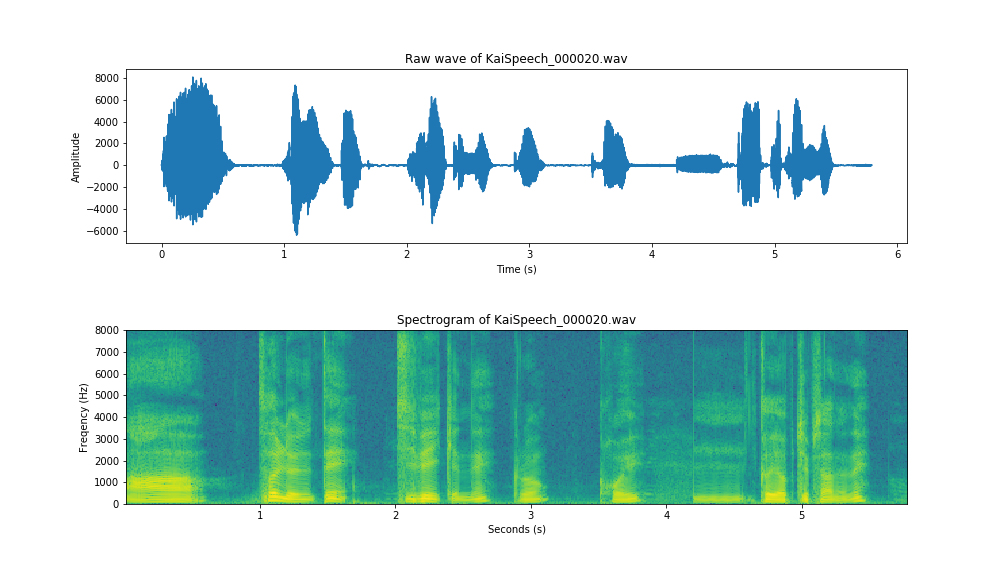 Raw wave of KaiSpeech_000020.wav
8000
6000
4000
2000
0
−2000
−4000
−6000
Amplitude
0 1 2 3 4 5 6
Time (s)
Spectrogram of KaiSpeech_000020.wav
8000
7000
6000
5000
4000
3000
2000
1000
0
Freqency (Hz)
1 2 3 4 5
Seconds (s)